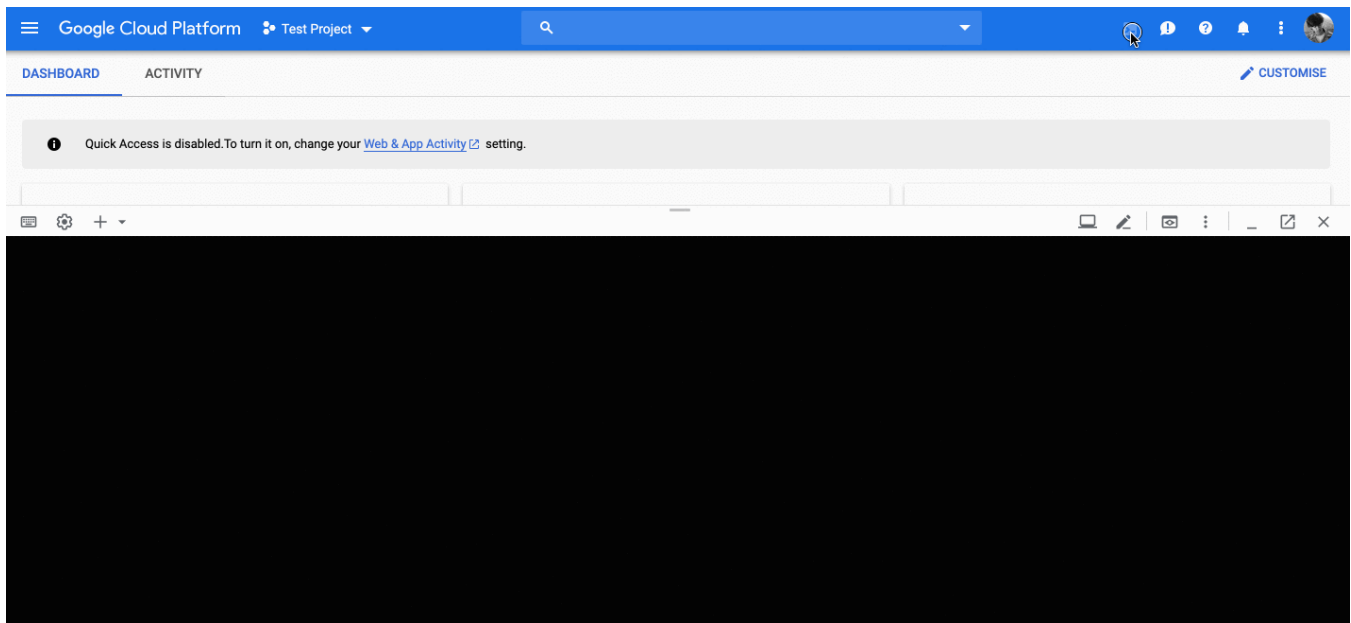 Google Cloud Platform Test Project
DASHBOARD ACTIVITY CUSTOMISE
Quick Access is disabled.To turn it on, change your Web & App Activity setting.